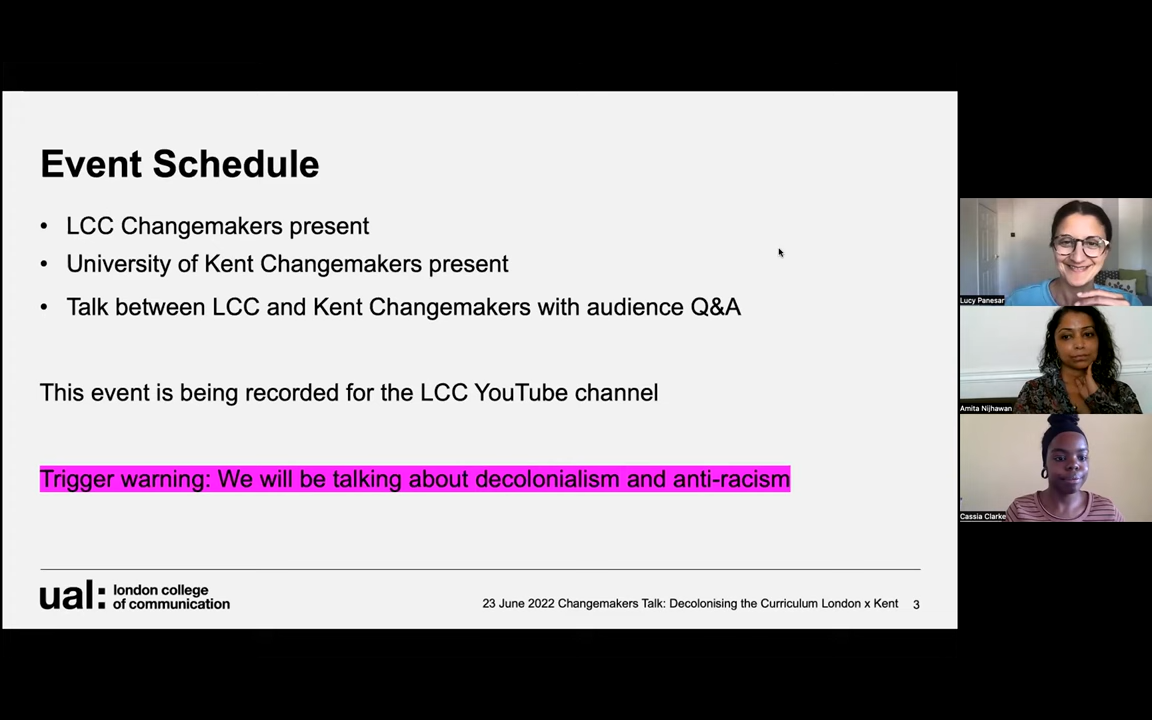 Event Schedule
• LCC Changemakers present
• University of Kent Changemakers present
• Talk between LCC and Kent Changemakers with audience Q&A
This event is being recorded for the LCC YouTube channel
Trigger warning: We will be talking about decolonialism and anti-racism
ual: london college
of communication
23 June 2022 Changemakers Talk: Decolonising the Curriculum London x Kent 3
Lucy Panesar
Amita Nijhawan
Cassia Clarke